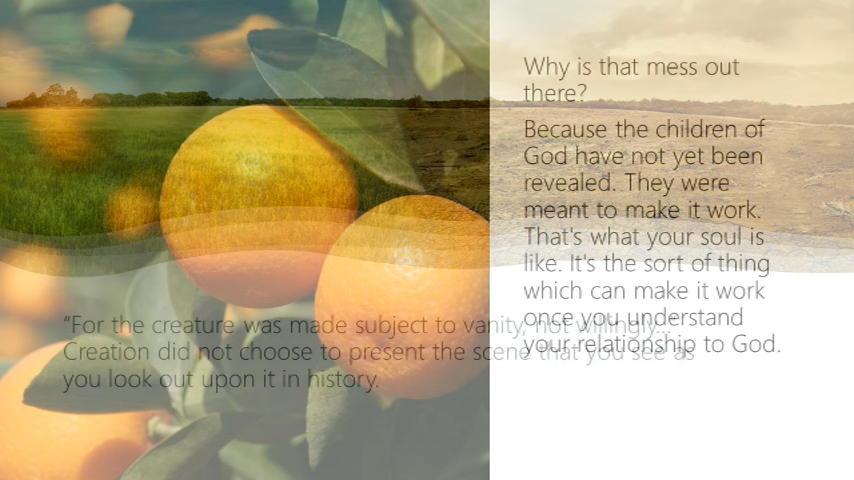 Why is that mess out
there?
Because the children of
God have not yet been
revealed. They were
meant to make it work.
That's what your soul is
like. It's the sort of thing
which can make it work
once you understand
your relationship to God.
“For the creature was made subject to vanity, not willingly...”
Creation did not choose to present the scene that you see as
you look out upon it in history.